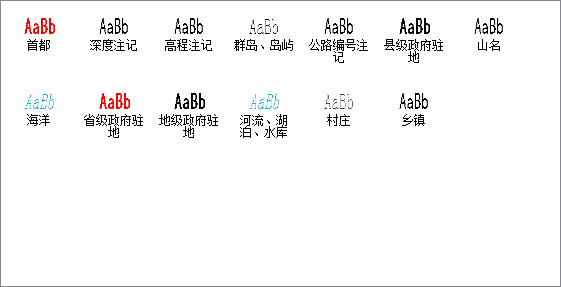 AaBb AaBb AaBb AaBb AaBb AaBb AaBb
首都 深度注记 高程注记 群岛、岛屿 公路编号注记 县级政府驻地 山名
AaBb AaBb AaBb AaBb AaBb AaBb
海洋 省级政府驻地 地级政府驻地 河流、湖泊、水库 村庄 乡镇